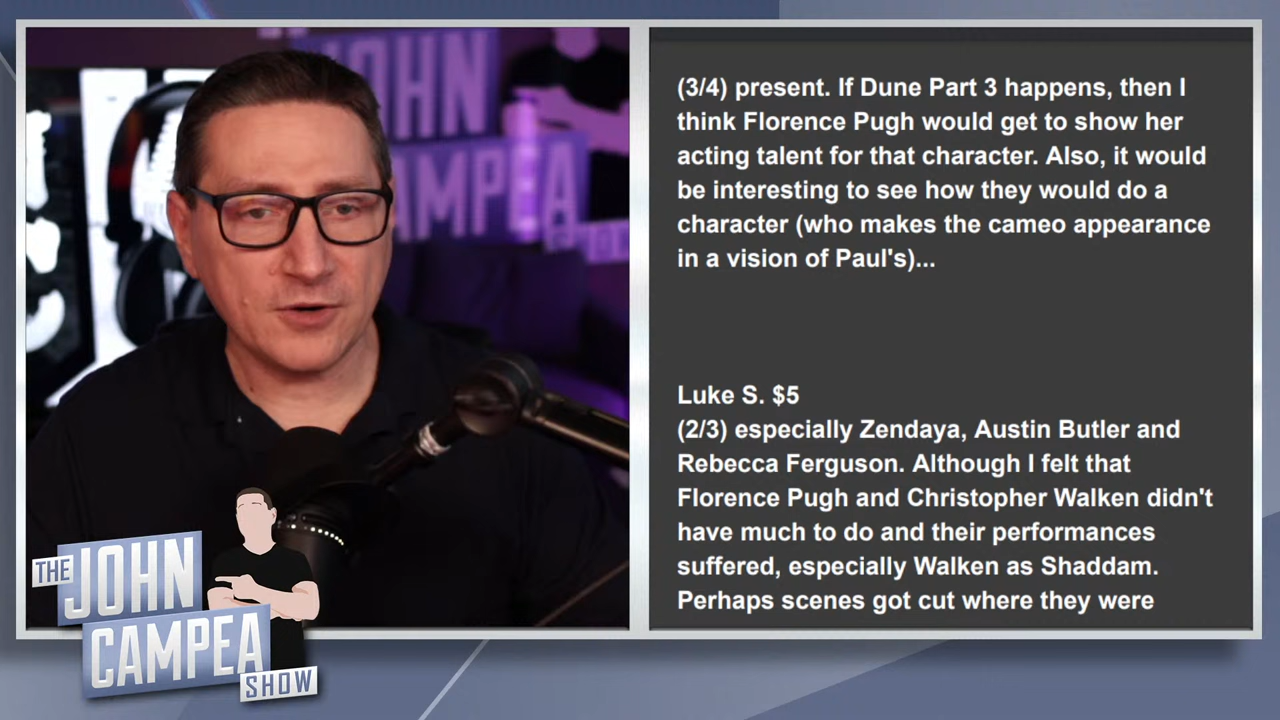 JOHN
CAMPEA
(3/4) present. If Dune Part 3 happens, then I
think Florence Pugh would get to show her
acting talent for that character. Also, it would
be interesting to see how they would do a
character (who makes the cameo appearance
in a vision of Paul's)...
Luke S. $5
(2/3) especially Zendaya, Austin Butler and
Rebecca Ferguson. Although I felt that
Florence Pugh and Christopher Walken didn't
have much to do and their performances
suffered, especially Walken as Shaddam.
Perhaps scenes got cut where they were
THE
JOHN
CAMPEA
SHOW